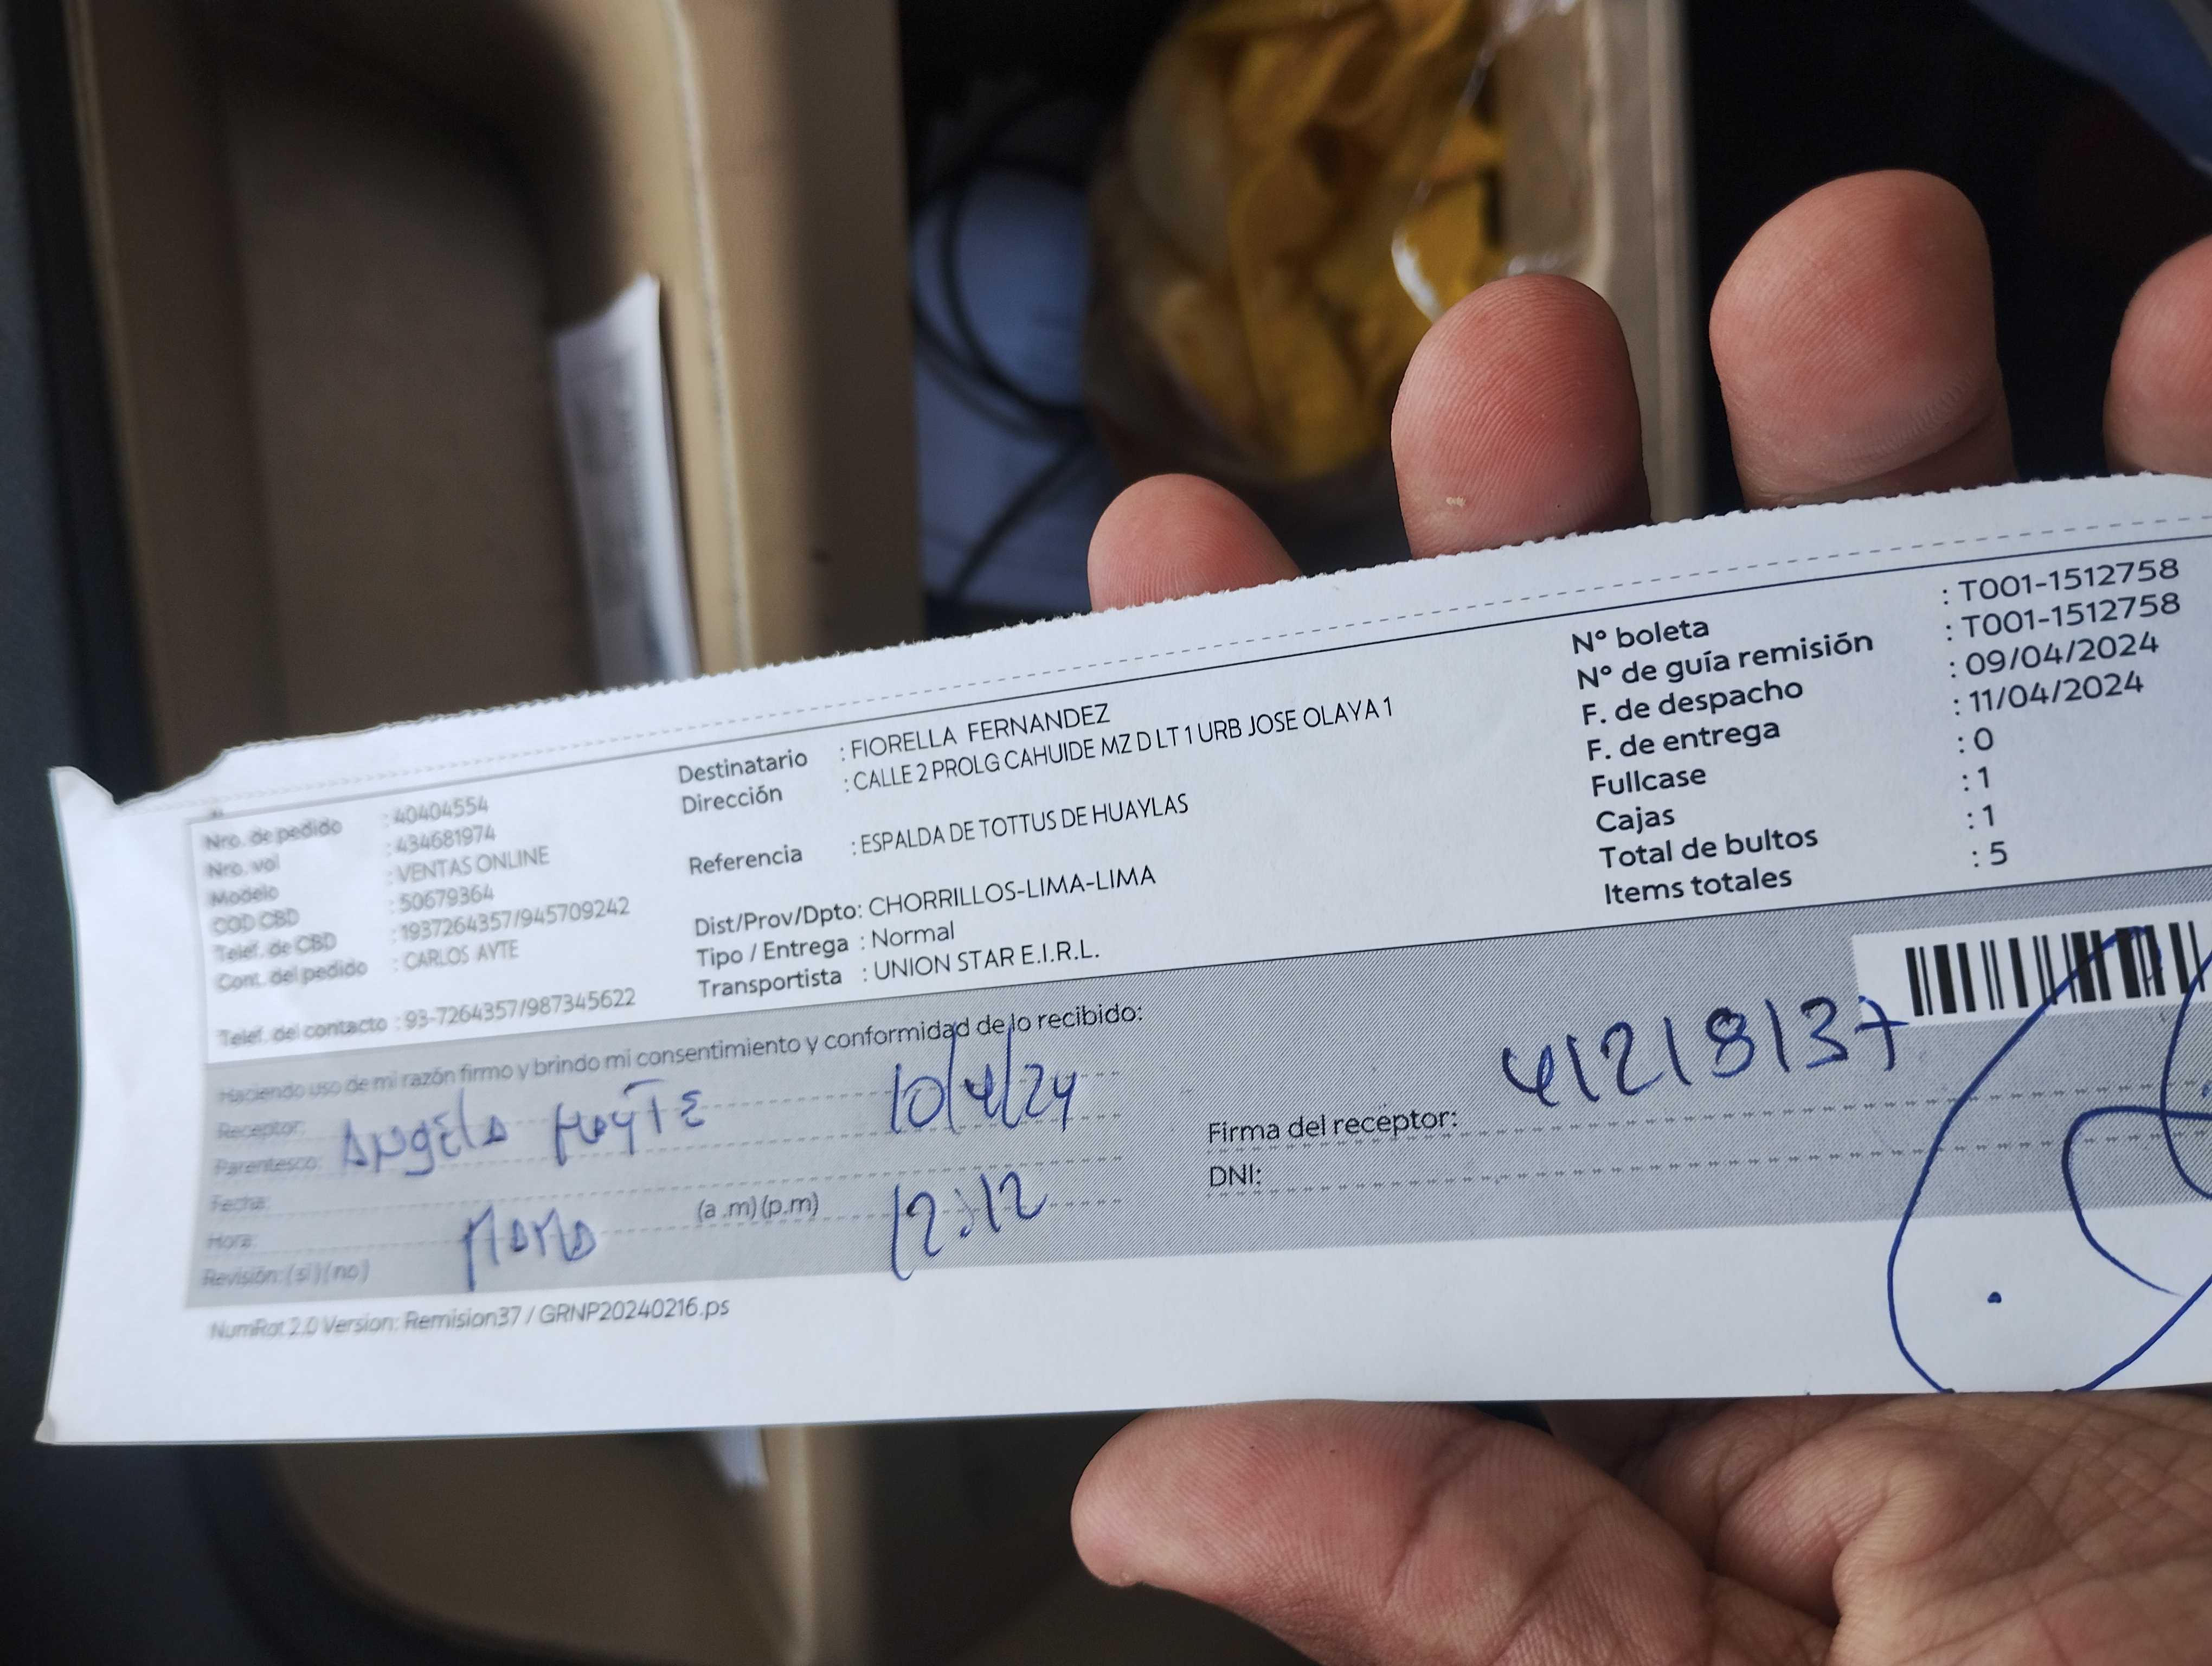 Nro. de pedido : 40404554
Nro. vol : 434681974
Modelo : VENTAS ONLINE
COD CBD : 50679364
Telef. de CBD : 1937264357/945709242
Cont. del pedido : CARLOS AYTE
Telef. del contacto : 93-7264357/987345622
Destinatario : FIORELLA FERNANDEZ
Dirección : CALLE 2 PROLG CAHUIDE MZ D LT 1 URB JOSE OLAYA 1
Referencia : ESPALDA DE TOTTUS DE HUAYLAS
Dist/Prov/Dpto: CHORRILLOS-LIMA-LIMA
Tipo / Entrega : Normal
Transportista : UNION STAR E.I.R.L.
N° boleta : T001-1512758
N° de guía remisión : T001-1512758
F. de despacho : 09/04/2024
F. de entrega : 11/04/2024
Fullcase : 0
Cajas : 1
Total de bultos : 1
Items totales : 5
Haciendo uso de mi razón firmo y brindo mi consentimiento y conformidad de lo recibido:
Receptor:
Parentesco: Angela 10/4/24
Fecha:
Hora: (a .m) (p.m) 12:12
Revisión: (si) (no)
41218137
Firma del receptor:
DNI:
NumRot 2.0 Version: Remision37 / GRNP20240216.ps